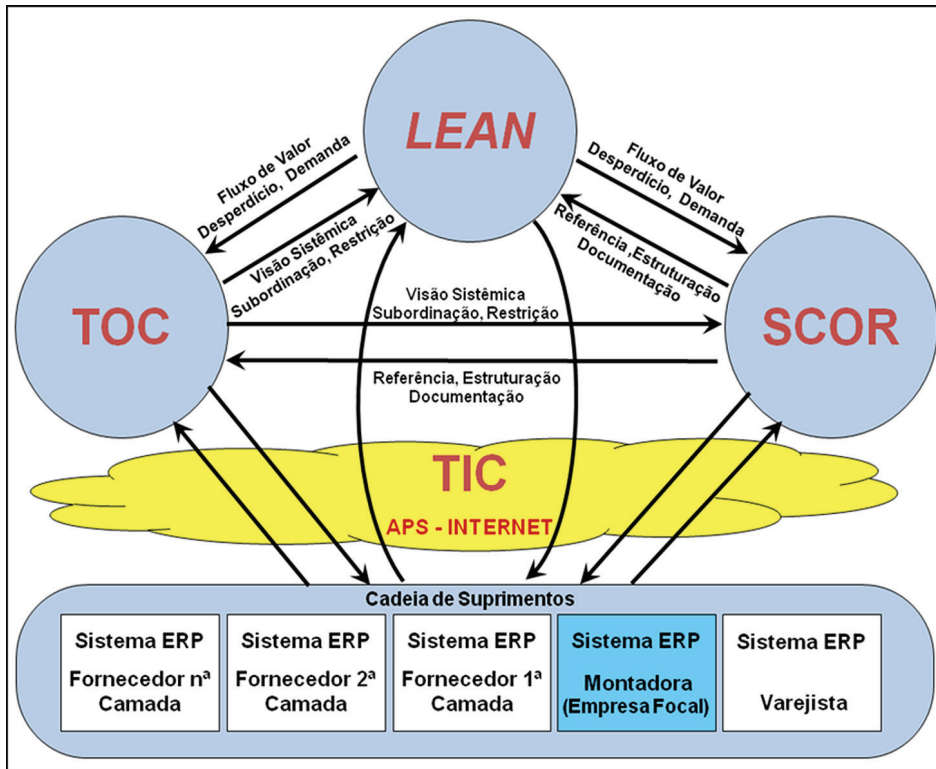 LEAN
Fluxo de Valor
Desperdício, Demanda
Visão Sistêmica
Subordinação, Restrição
Fluxo de Valor
Desperdício, Demanda
Referência ,Estruturação
Documentação
TOC
Visão Sistêmica
Subordinação, Restrição
SCOR
Referência, Estruturação
Documentação
TIC
APS - INTERNET
Cadeia de Suprimentos
Sistema ERP
Fornecedor nª
Camada
Sistema ERP
Fornecedor 2ª
Camada
Sistema ERP
Fornecedor 1ª
Camada
Sistema ERP
Montadora
(Empresa Focal)
Sistema ERP
Varejista